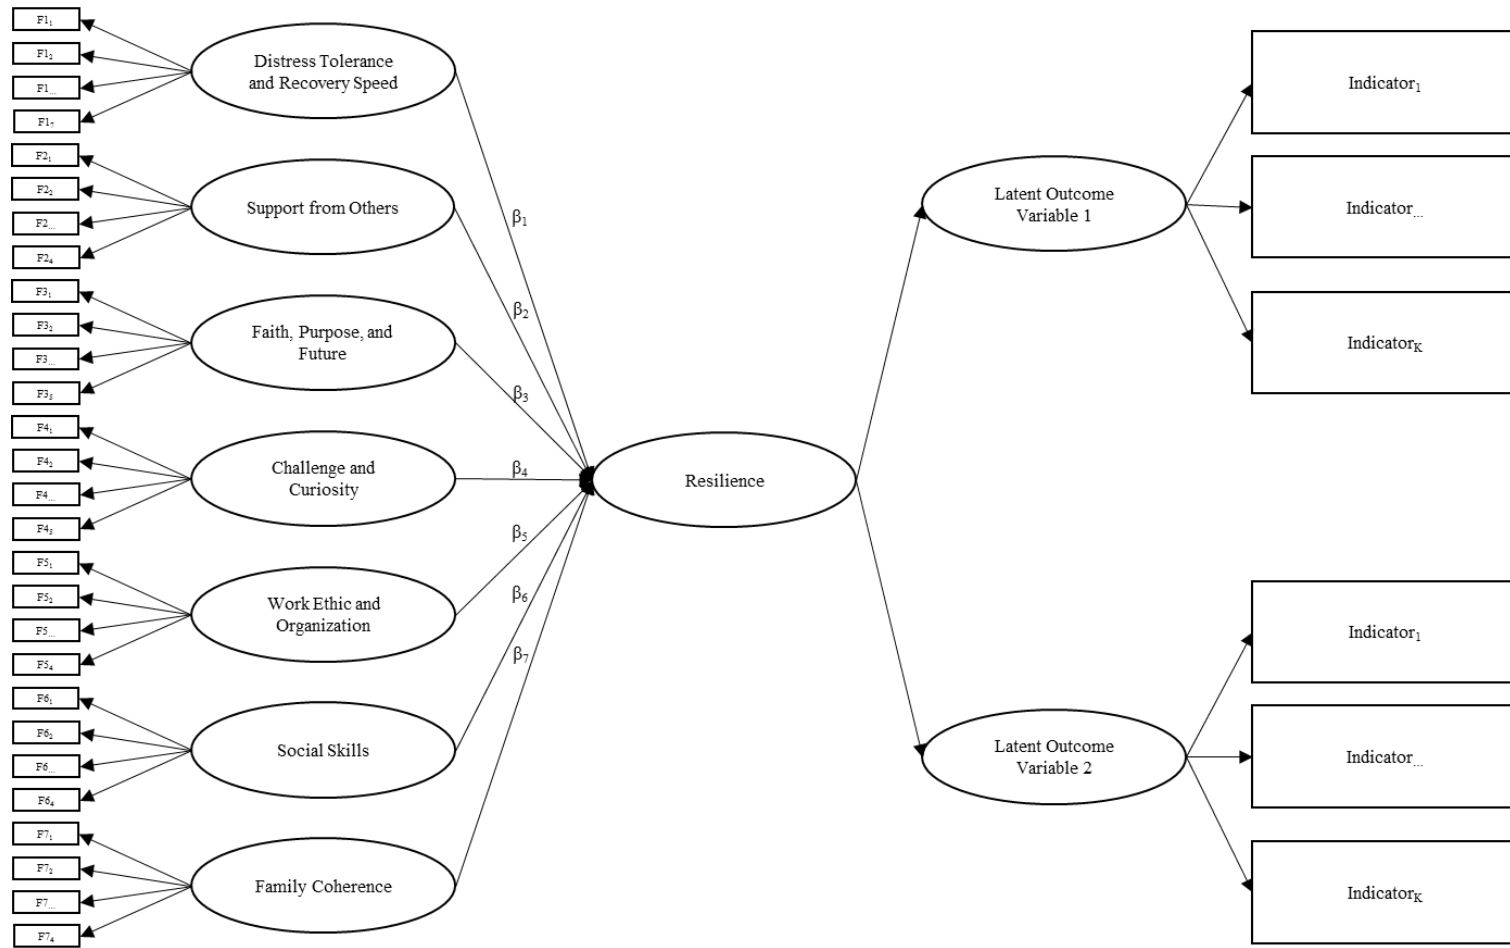 F1₁
F1₂
F1...
F1₇
Distress Tolerance
and Recovery Speed
F2₁
F2₂
F2...
F2₄
Support from Others
F3₁
F3₂
F3...
F3₅
Faith, Purpose, and
Future
F4₁
F4₂
F4...
F4₅
Challenge and
Curiosity
F5₁
F5₂
F5...
F5₄
Work Ethic and
Organization
F6₁
F6₂
F6...
F6₄
Social Skills
F7₁
F7₂
F7...
F7₄
Family Coherence
β₁
β₂
β₃
β₄
β₅
β₆
β₇
Resilience
Latent Outcome
Variable 1
Indicator₁
Indicator...
Indicator_K
Latent Outcome
Variable 2
Indicator₁
Indicator...
Indicator_K